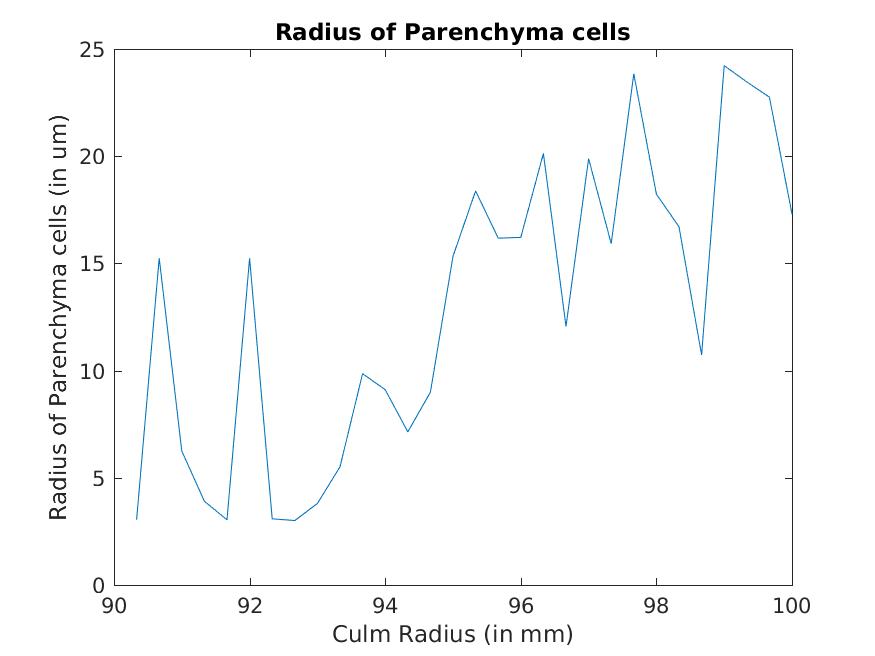 Radius of Parenchyma cells
25
20
15
10
5
0
Radius of Parenchyma cells (in um)
90 92 94 96 98 100
Culm Radius (in mm)